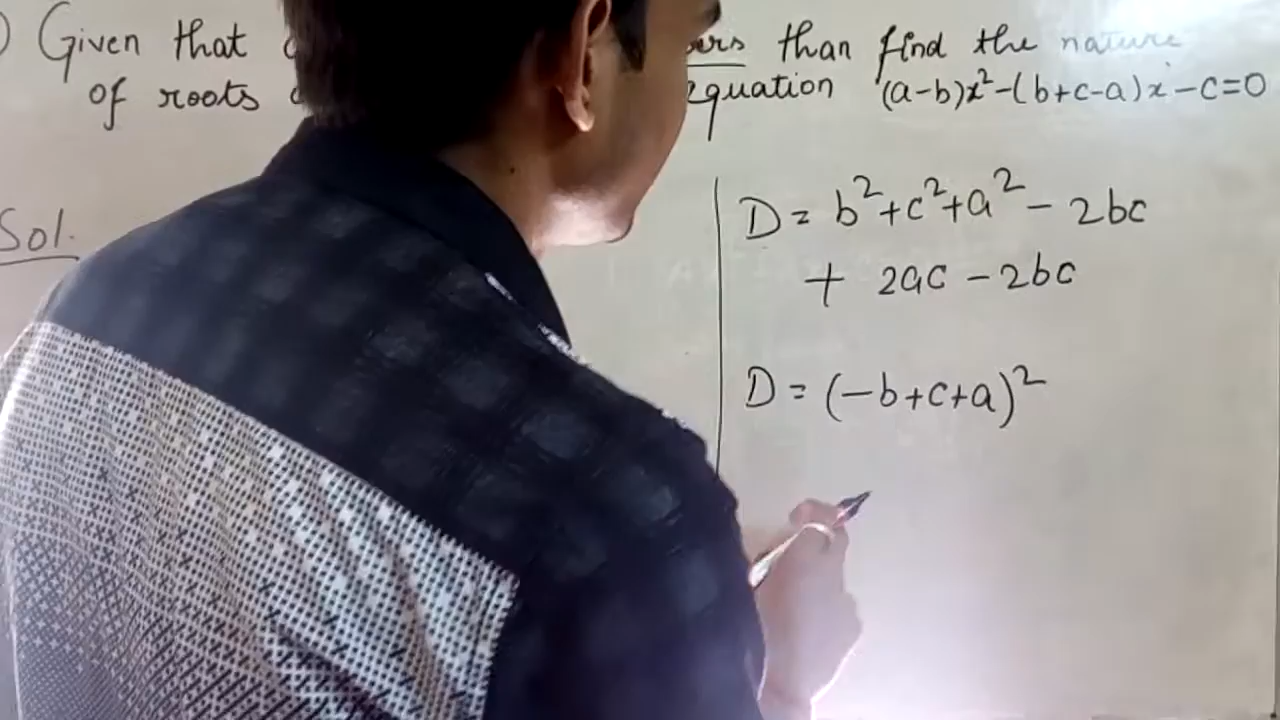 ) Given that ers than find the nature
of roots equation (a-b)x²-(b+c-a)x-c=0
Sol.
D = b²+c²+a² - 2bc
+ 2ac - 2bc
D = (-b+c+a)²